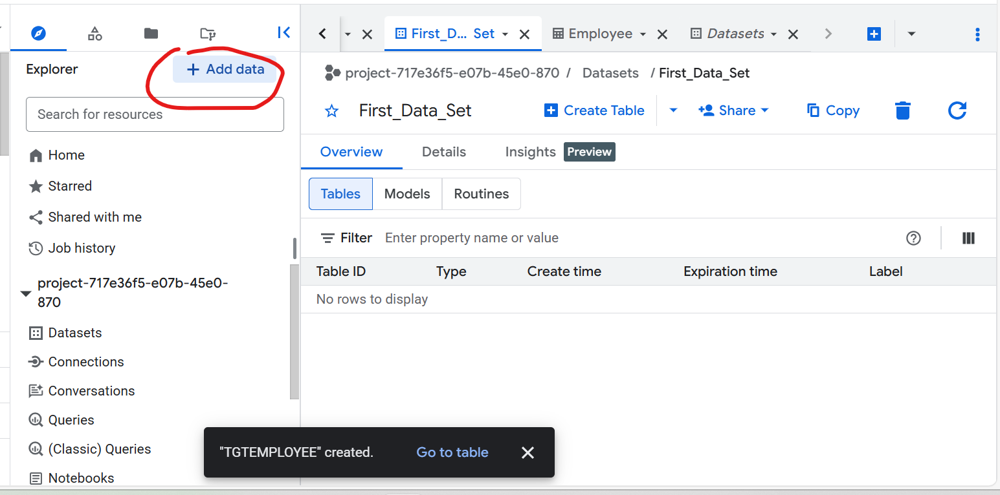 First_D... Set
Employee
Datasets
Explorer
+ Add data
Search for resources
Home
Starred
Shared with me
Job history
project-717e36f5-e07b-45e0-
870
Datasets
Connections
Conversations
Queries
(Classic) Queries
Notebooks
project-717e36f5-e07b-45e0-870 / Datasets / First_Data_Set
First_Data_Set
Create Table
Share
Copy
Overview
Details
Insights
Preview
Tables
Models
Routines
Filter Enter property name or value
Table ID Type Create time Expiration time Label
No rows to display
"TGTEMPLOYEE" created. Go to table